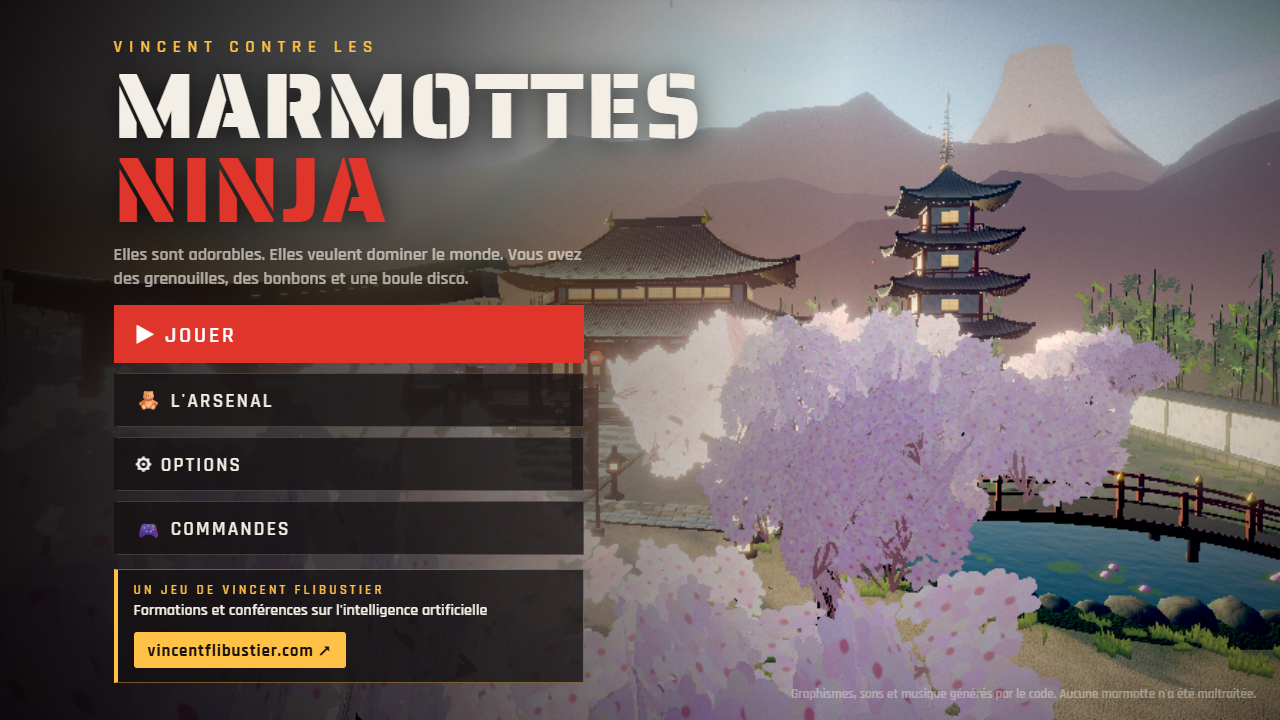 VINCENT CONTRE LES
MARMOTTES
NINJA
Elles sont adorables. Elles veulent dominer le monde. Vous avez
des grenouilles, des bonbons et une boule disco.
▶ JOUER
🧸 L'ARSENAL
⚙ OPTIONS
🎮 COMMANDES
UN JEU DE VINCENT FLIBUSTIER
Formations et conférences sur l'intelligence artificielle
vincentflibustier.com ↗
Graphismes, sons et musique générés par le code. Aucune marmotte n'a été maltraitée.